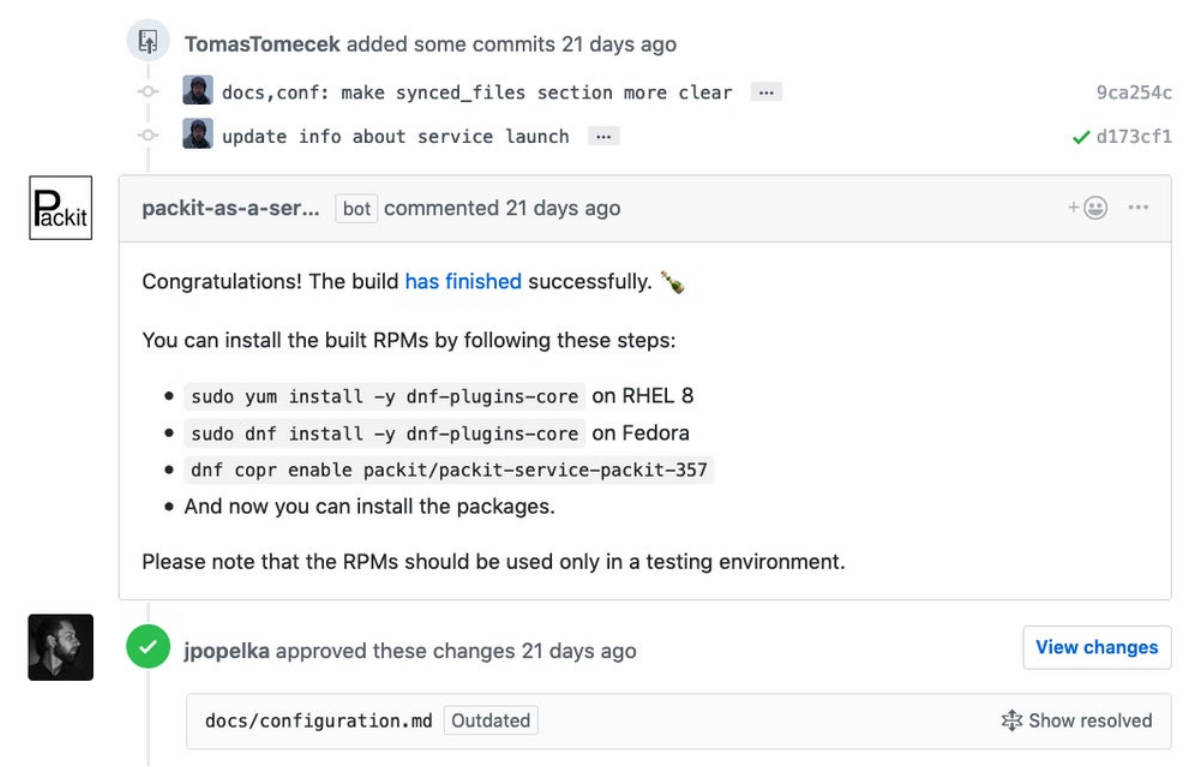 TomasTomecek added some commits 21 days ago
docs,conf: make synced_files section more clear ... 9ca254c
update info about service launch ... d173cf1
Packit
packit-as-a-ser... bot commented 21 days ago
Congratulations! The build has finished successfully.
You can install the built RPMs by following these steps:
sudo yum install -y dnf-plugins-core on RHEL 8
sudo dnf install -y dnf-plugins-core on Fedora
dnf copr enable packit/packit-service-packit-357
And now you can install the packages.
Please note that the RPMs should be used only in a testing environment.
jpopelka approved these changes 21 days ago View changes
docs/configuration.md Outdated Show resolved